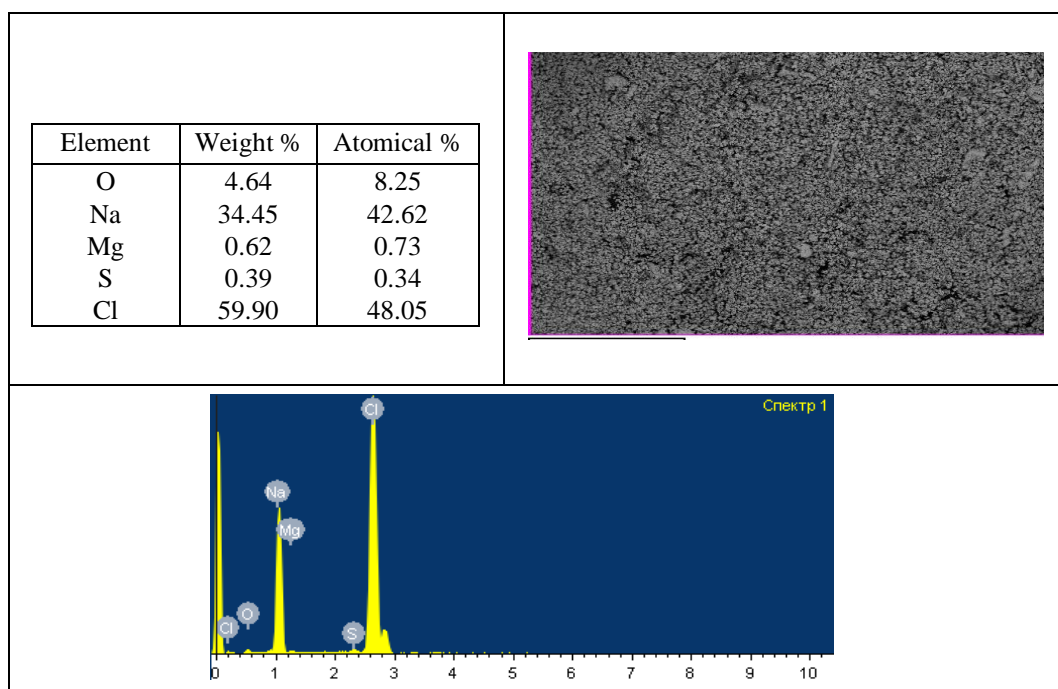 Element Weight % Atomical %
O 4.64 8.25
Na 34.45 42.62
Mg 0.62 0.73
S 0.39 0.34
Cl 59.90 48.05
Спектр 1
Cl
Na
Mg
O
Cl
S
0 1 2 3 4 5 6 7 8 9 10